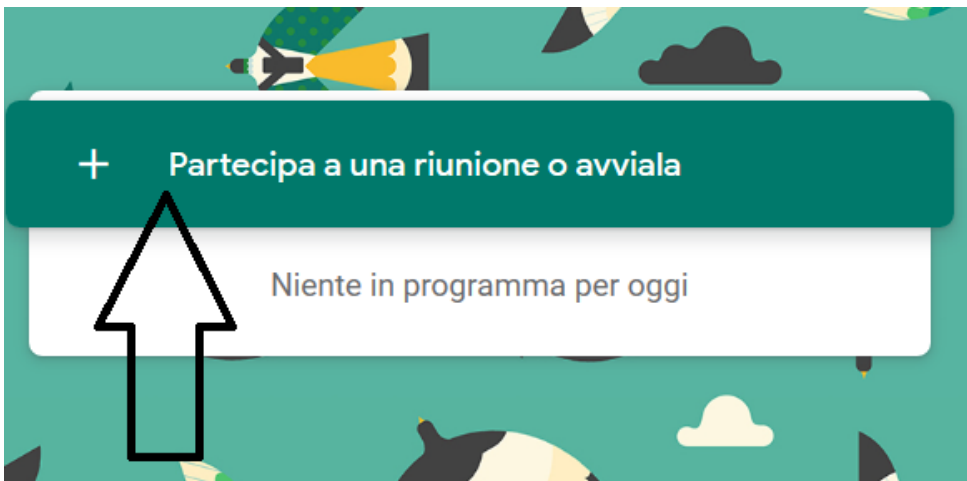 + Partecipa a una riunione o avviala
Niente in programma per oggi